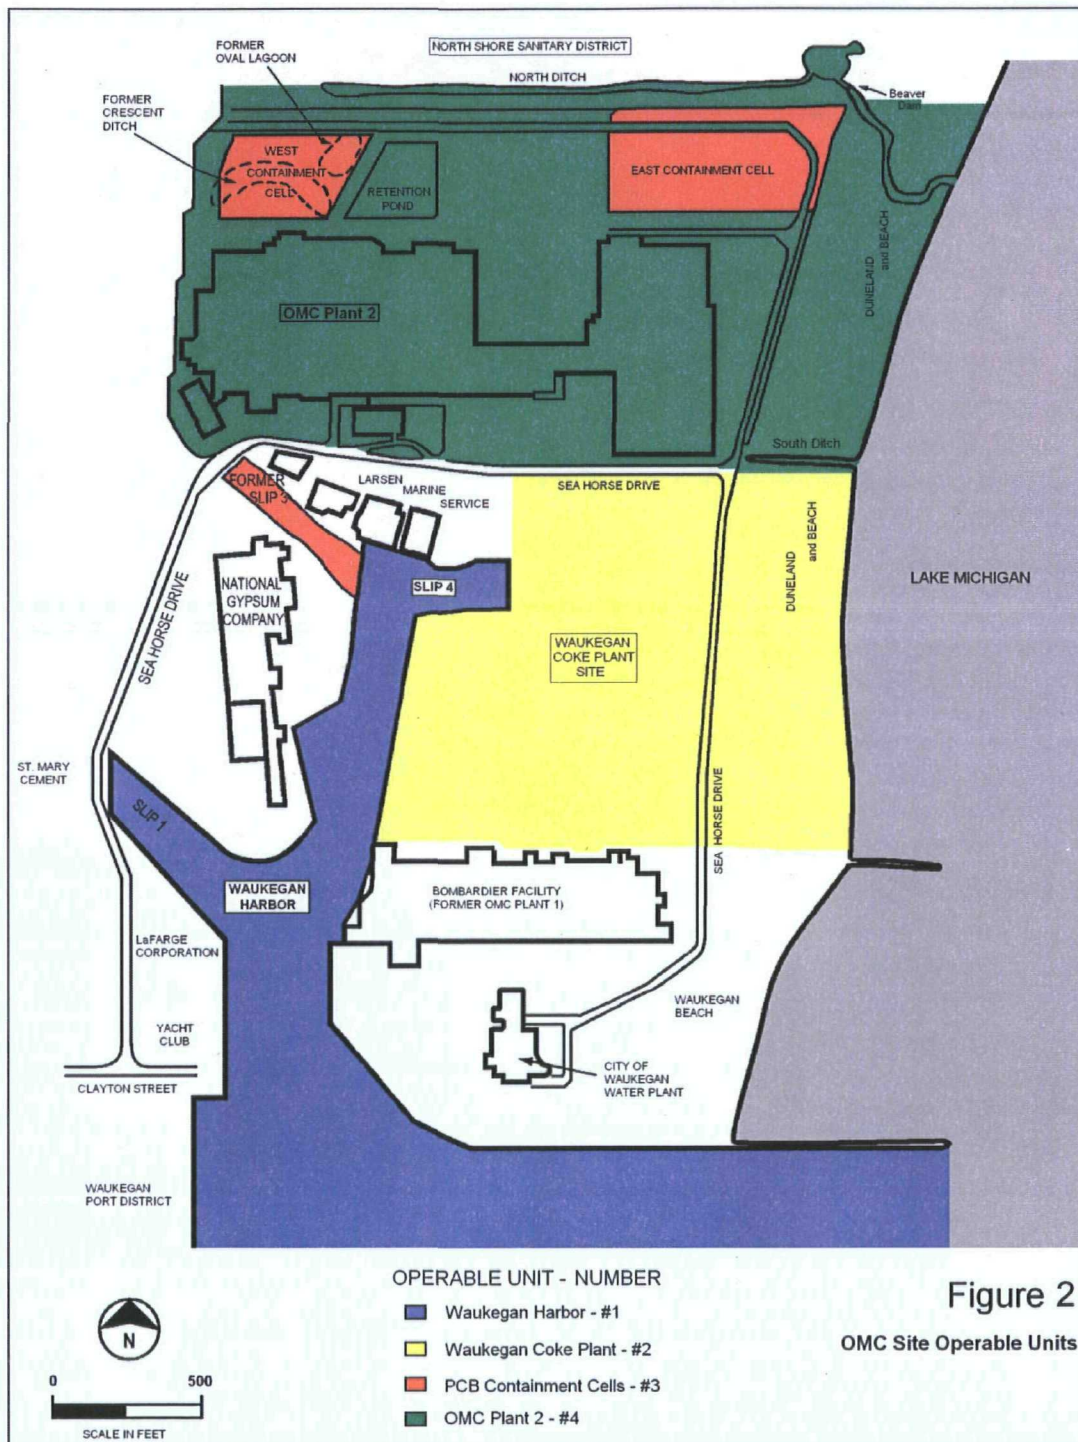 NORTH SHORE SANITARY DISTRICT
NORTH DITCH
FORMER
OVAL LAGOON
FORMER
CRESCENT
DITCH
Beaver
Dam
WEST
CONTAINMENT
CELL
RETENTION
POND
EAST CONTAINMENT CELL
DUNELAND
and BEACH
OMC Plant 2
South Ditch
SEA HORSE DRIVE
FORMER
SLIP 3
LARSEN
MARINE
SERVICE
SLIP 4
NATIONAL
GYPSUM
COMPANY
SEA HORSE DRIVE
WAUKEGAN
COKE PLANT
SITE
DUNELAND
and BEACH
LAKE MICHIGAN
ST. MARY
CEMENT
SLIP 1
SEA HORSE DRIVE
WAUKEGAN
HARBOR
BOMBARDIER FACILITY
(FORMER OMC PLANT 1)
LaFARGE
CORPORATION
YACHT
CLUB
CLAYTON STREET
WAUKEGAN
BEACH
CITY OF
WAUKEGAN
WATER PLANT
WAUKEGAN
PORT DISTRICT
OPERABLE UNIT - NUMBER
Waukegan Harbor - #1
Waukegan Coke Plant - #2
PCB Containment Cells - #3
OMC Plant 2 - #4
N
0 500
SCALE IN FEET
Figure 2
OMC Site Operable Units